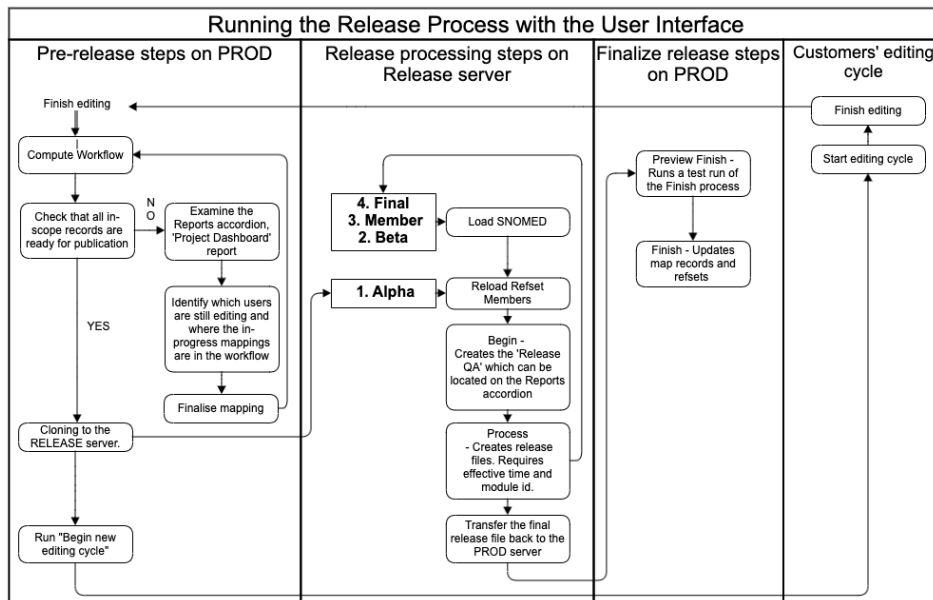 Running the Release Process with the User Interface
Pre-release steps on PROD
Finish editing
Compute Workflow
Check that all in-
scope records are
ready for publication
N
O
Examine the
Reports accordion,
'Project Dashboard'
report
Identify which users
are still editing and
where the in-
progress mappings
are in the workflow
YES
Finalise mapping
Cloning to the
RELEASE server.
Run "Begin new
editing cycle"
Release processing steps on
Release server
4. Final
3. Member
2. Beta
Load SNOMED
1. Alpha
Reload Refset
Members
Begin -
Creates the 'Release
QA' which can be
located on the Reports
accordion
Process
- Creates release
files. Requires
effective time and
module id.
Transfer the final
release file back to the
PROD server
Finalize release steps
on PROD
Preview Finish -
Runs a test run of
the Finish process
Finish - Updates
map records and
refsets
Customers' editing
cycle
Finish editing
Start editing cycle